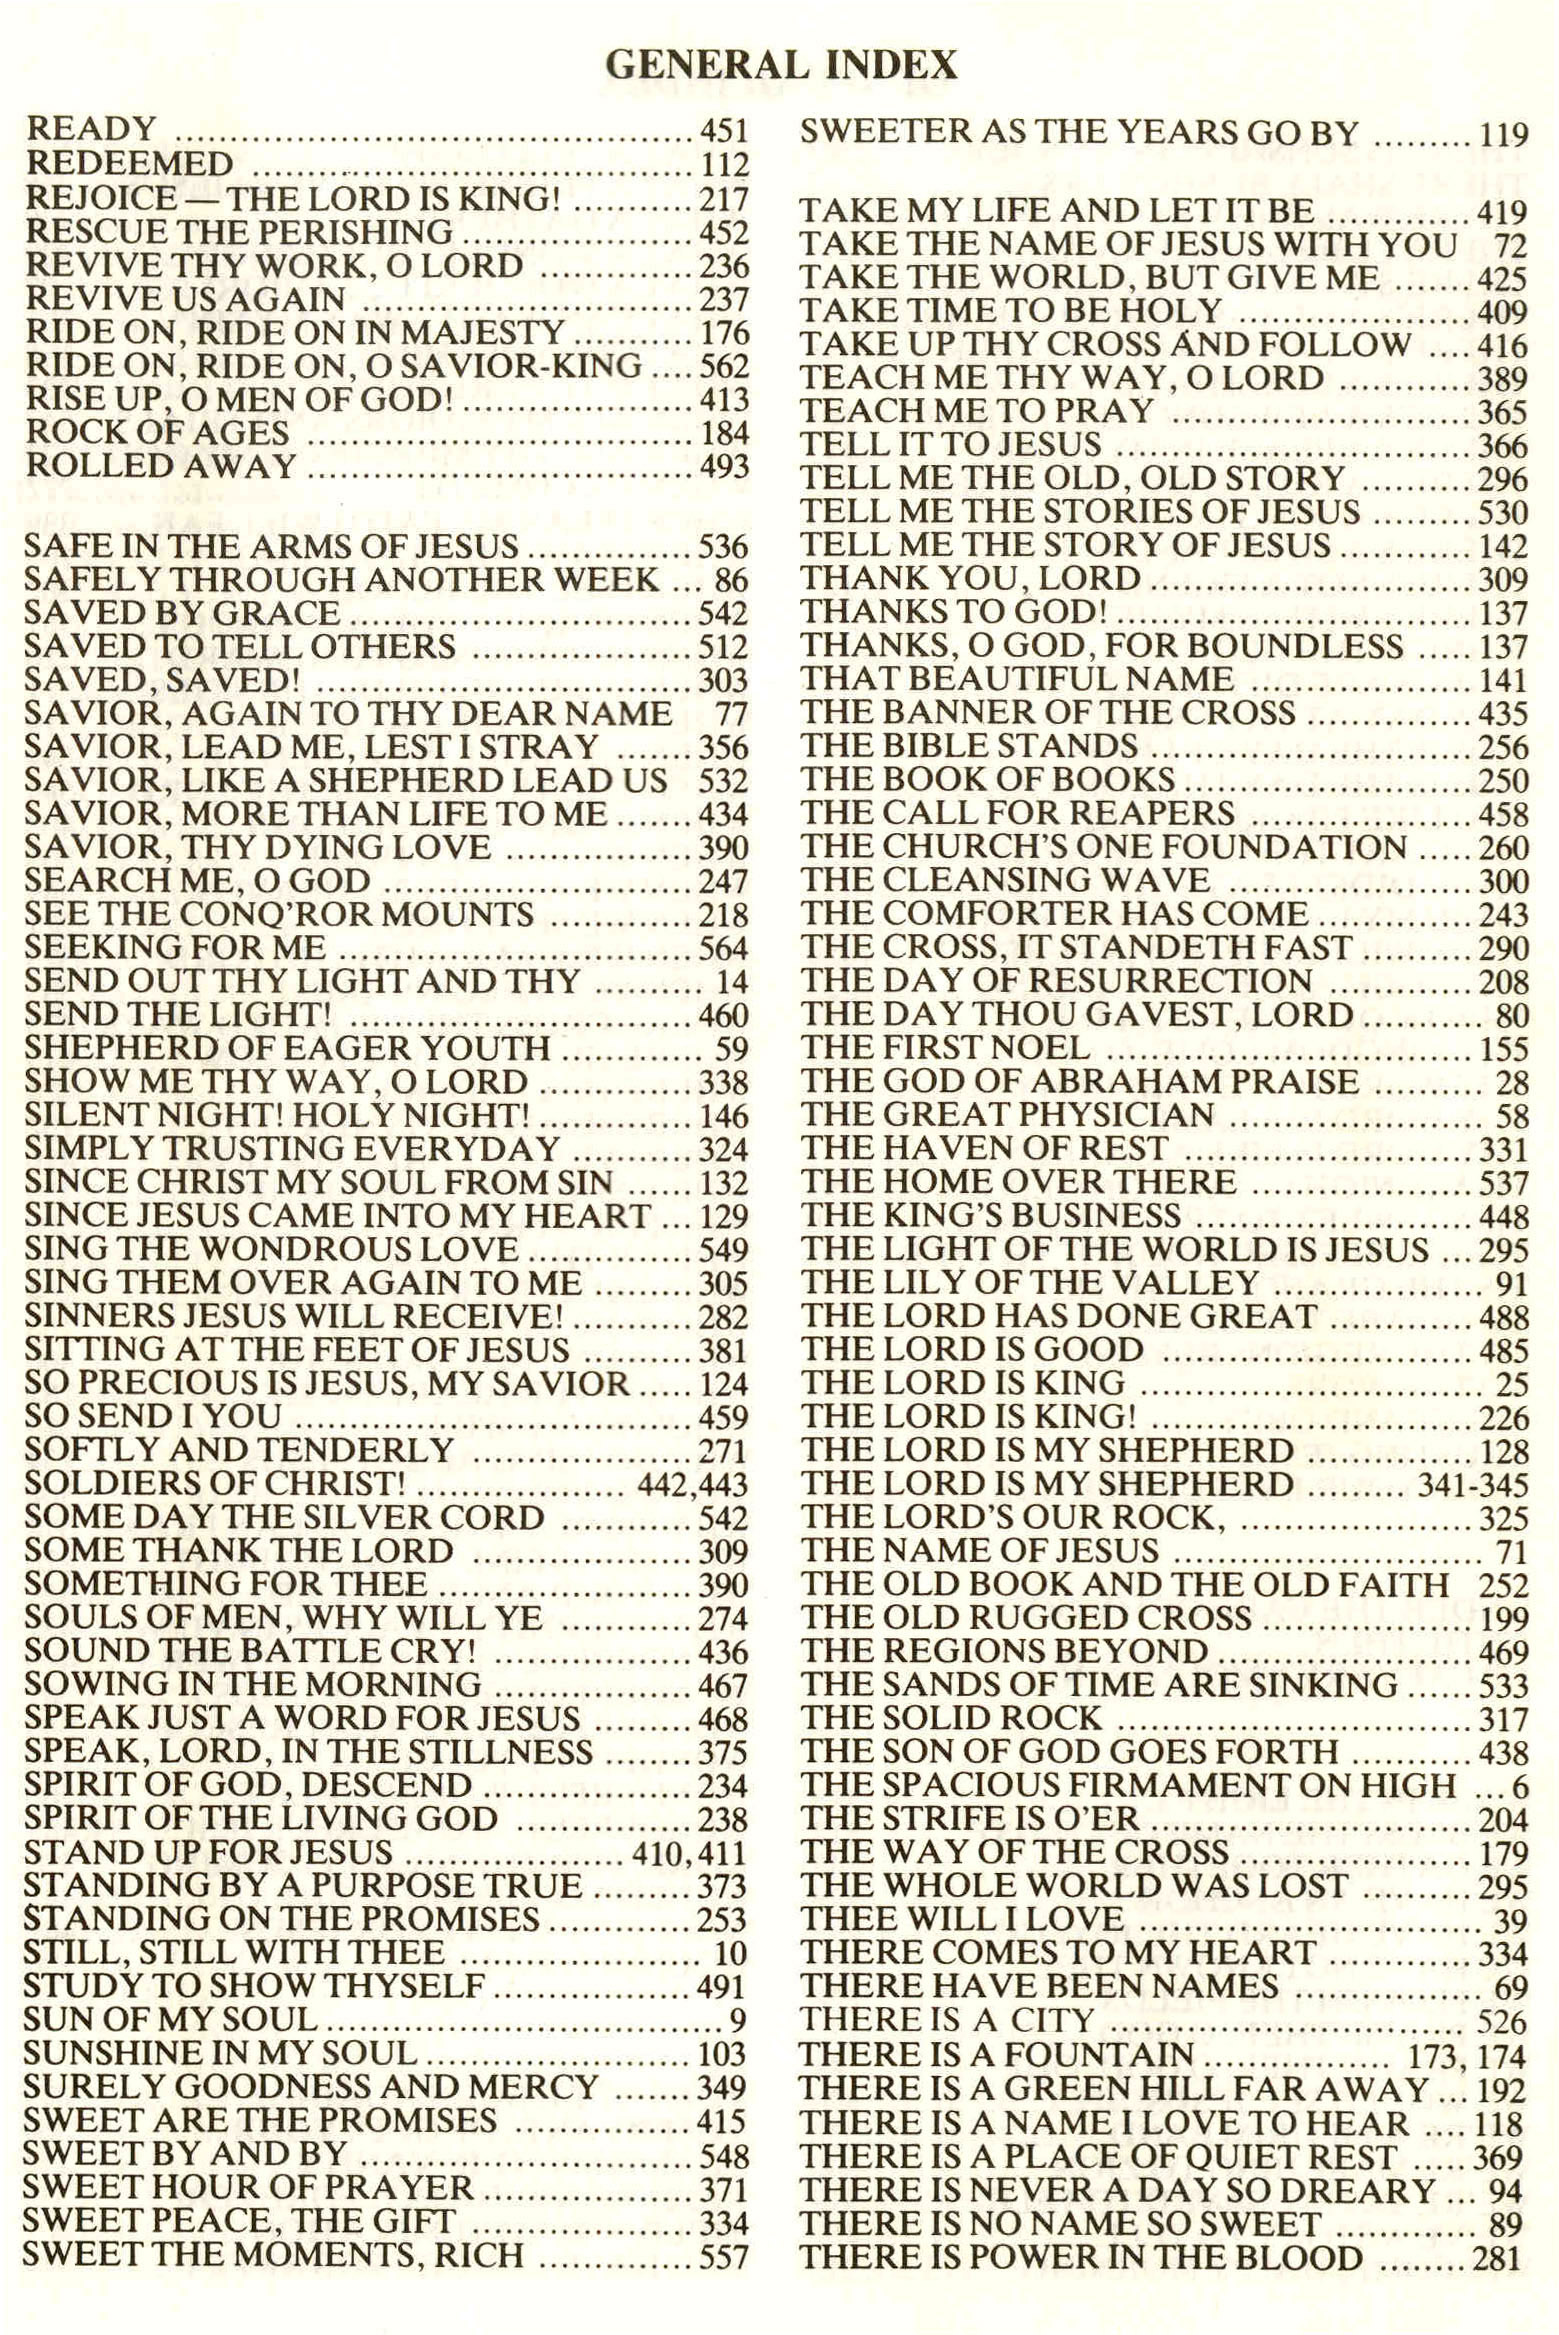 GENERAL INDEX
READY .......... 451
REDEEMED .......... 112
REJOICE — THE LORD IS KING! .......... 217
RESCUE THE PERISHING .......... 452
REVIVE THY WORK, O LORD .......... 236
REVIVE US AGAIN .......... 237
RIDE ON, RIDE ON IN MAJESTY .......... 176
RIDE ON, RIDE ON, O SAVIOR-KING .... 562
RISE UP, O MEN OF GOD! .......... 413
ROCK OF AGES .......... 184
ROLLED AWAY .......... 493
SAFE IN THE ARMS OF JESUS .......... 536
SAFELY THROUGH ANOTHER WEEK ... 86
SAVED BY GRACE .......... 542
SAVED TO TELL OTHERS .......... 512
SAVED, SAVED! .......... 303
SAVIOR, AGAIN TO THY DEAR NAME 77
SAVIOR, LEAD ME, LEST I STRAY ....... 356
SAVIOR, LIKE A SHEPHERD LEAD US 532
SAVIOR, MORE THAN LIFE TO ME ....... 434
SAVIOR, THY DYING LOVE .......... 390
SEARCH ME, O GOD .......... 247
SEE THE CONQ'ROR MOUNTS .......... 218
SEEKING FOR ME .......... 564
SEND OUT THY LIGHT AND THY .......... 14
SEND THE LIGHT! .......... 460
SHEPHERD OF EAGER YOUTH .......... 59
SHOW ME THY WAY, O LORD .......... 338
SILENT NIGHT! HOLY NIGHT! .......... 146
SIMPLY TRUSTING EVERYDAY .......... 324
SINCE CHRIST MY SOUL FROM SIN ...... 132
SINCE JESUS CAME INTO MY HEART ... 129
SING THE WONDROUS LOVE .......... 549
SING THEM OVER AGAIN TO ME ......... 305
SINNERS JESUS WILL RECEIVE! .......... 282
SITTING AT THE FEET OF JESUS .......... 381
SO PRECIOUS IS JESUS, MY SAVIOR ..... 124
SO SEND I YOU .......... 459
SOFTLY AND TENDERLY .......... 271
SOLDIERS OF CHRIST! .......... 442,443
SOME DAY THE SILVER CORD .......... 542
SOME THANK THE LORD .......... 309
SOMETHING FOR THEE .......... 390
SOULS OF MEN, WHY WILL YE .......... 274
SOUND THE BATTLE CRY! .......... 436
SOWING IN THE MORNING .......... 467
SPEAK JUST A WORD FOR JESUS ......... 468
SPEAK, LORD, IN THE STILLNESS ........ 375
SPIRIT OF GOD, DESCEND .......... 234
SPIRIT OF THE LIVING GOD .......... 238
STAND UP FOR JESUS .......... 410,411
STANDING BY A PURPOSE TRUE ......... 373
STANDING ON THE PROMISES .......... 253
STILL, STILL WITH THEE .......... 10
STUDY TO SHOW THYSELF .......... 491
SUN OF MY SOUL .......... 9
SUNSHINE IN MY SOUL .......... 103
SURELY GOODNESS AND MERCY ....... 349
SWEET ARE THE PROMISES .......... 415
SWEET BY AND BY .......... 548
SWEET HOUR OF PRAYER .......... 371
SWEET PEACE, THE GIFT .......... 334
SWEET THE MOMENTS, RICH .......... 557
SWEETER AS THE YEARS GO BY ......... 119
TAKE MY LIFE AND LET IT BE .......... 419
TAKE THE NAME OF JESUS WITH YOU 72
TAKE THE WORLD, BUT GIVE ME ....... 425
TAKE TIME TO BE HOLY .......... 409
TAKE UP THY CROSS AND FOLLOW .... 416
TEACH ME THY WAY, O LORD .......... 389
TEACH ME TO PRAY .......... 365
TELL IT TO JESUS .......... 366
TELL ME THE OLD, OLD STORY .......... 296
TELL ME THE STORIES OF JESUS ......... 530
TELL ME THE STORY OF JESUS .......... 142
THANK YOU, LORD .......... 309
THANKS TO GOD! .......... 137
THANKS, O GOD, FOR BOUNDLESS ..... 137
THAT BEAUTIFUL NAME .......... 141
THE BANNER OF THE CROSS .......... 435
THE BIBLE STANDS .......... 256
THE BOOK OF BOOKS .......... 250
THE CALL FOR REAPERS .......... 458
THE CHURCH'S ONE FOUNDATION ..... 260
THE CLEANSING WAVE .......... 300
THE COMFORTER HAS COME .......... 243
THE CROSS, IT STANDETH FAST .......... 290
THE DAY OF RESURRECTION .......... 208
THE DAY THOU GAVEST, LORD .......... 80
THE FIRST NOEL .......... 155
THE GOD OF ABRAHAM PRAISE .......... 28
THE GREAT PHYSICIAN .......... 58
THE HAVEN OF REST .......... 331
THE HOME OVER THERE .......... 537
THE KING'S BUSINESS .......... 448
THE LIGHT OF THE WORLD IS JESUS ... 295
THE LILY OF THE VALLEY .......... 91
THE LORD HAS DONE GREAT .......... 488
THE LORD IS GOOD .......... 485
THE LORD IS KING .......... 25
THE LORD IS KING! .......... 226
THE LORD IS MY SHEPHERD .......... 128
THE LORD IS MY SHEPHERD ......... 341-345
THE LORD'S OUR ROCK, .......... 325
THE NAME OF JESUS .......... 71
THE OLD BOOK AND THE OLD FAITH 252
THE OLD RUGGED CROSS .......... 199
THE REGIONS BEYOND .......... 469
THE SANDS OF TIME ARE SINKING ...... 533
THE SOLID ROCK .......... 317
THE SON OF GOD GOES FORTH .......... 438
THE SPACIOUS FIRMAMENT ON HIGH ... 6
THE STRIFE IS O'ER .......... 204
THE WAY OF THE CROSS .......... 179
THE WHOLE WORLD WAS LOST .......... 295
THEE WILL I LOVE .......... 39
THERE COMES TO MY HEART .......... 334
THERE HAVE BEEN NAMES .......... 69
THERE IS A CITY .......... 526
THERE IS A FOUNTAIN .......... 173, 174
THERE IS A GREEN HILL FAR AWAY ... 192
THERE IS A NAME I LOVE TO HEAR .... 118
THERE IS A PLACE OF QUIET REST ..... 369
THERE IS NEVER A DAY SO DREARY ... 94
THERE IS NO NAME SO SWEET .......... 89
THERE IS POWER IN THE BLOOD ........ 281